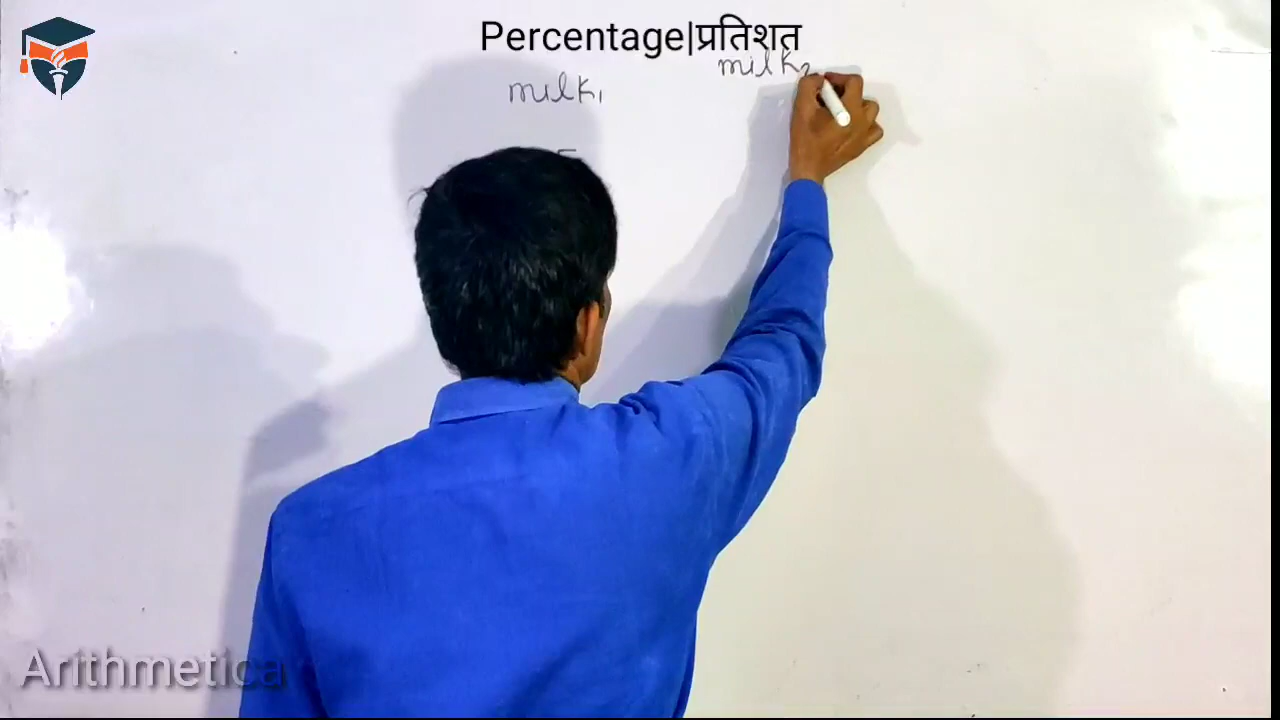 Percentage|प्रतिशत
milk₁ milk₂
Arithmetica